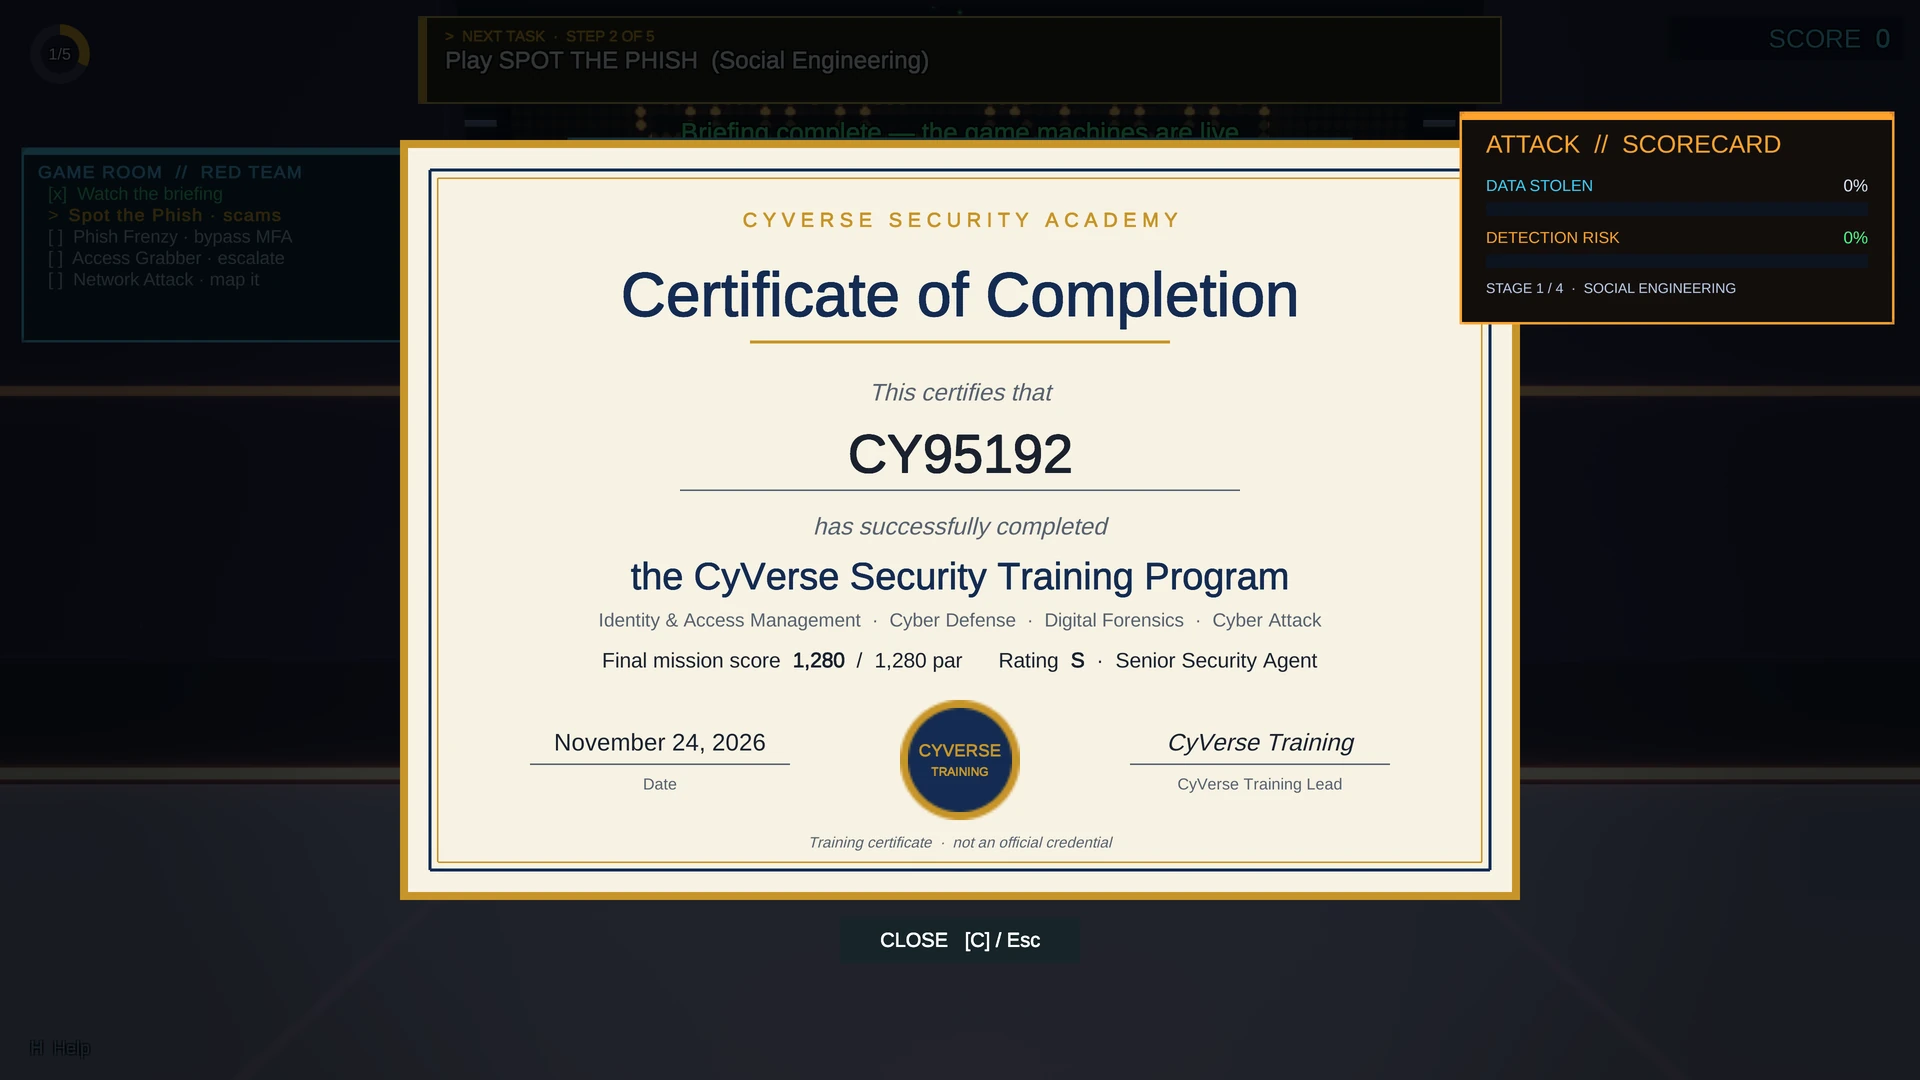 1/5
> NEXT TASK · STEP 2 OF 5
Play SPOT THE PHISH (Social Engineering)
SCORE 0
Briefing complete — the game machines are live
GAME ROOM // RED TEAM
[x] Watch the briefing
> Spot the Phish · scams
[ ] Phish Frenzy · bypass MFA
[ ] Access Grabber · escalate
[ ] Network Attack · map it
ATTACK // SCORECARD
DATA STOLEN 0%
DETECTION RISK 0%
STAGE 1 / 4 · SOCIAL ENGINEERING
CYVERSE SECURITY ACADEMY
Certificate of Completion
This certifies that
CY95192
has successfully completed
the CyVerse Security Training Program
Identity & Access Management · Cyber Defense · Digital Forensics · Cyber Attack
Final mission score 1,280 / 1,280 par Rating S · Senior Security Agent
November 24, 2026
Date
CYVERSE
TRAINING
CyVerse Training
CyVerse Training Lead
Training certificate · not an official credential
CLOSE [C] / Esc
H Help